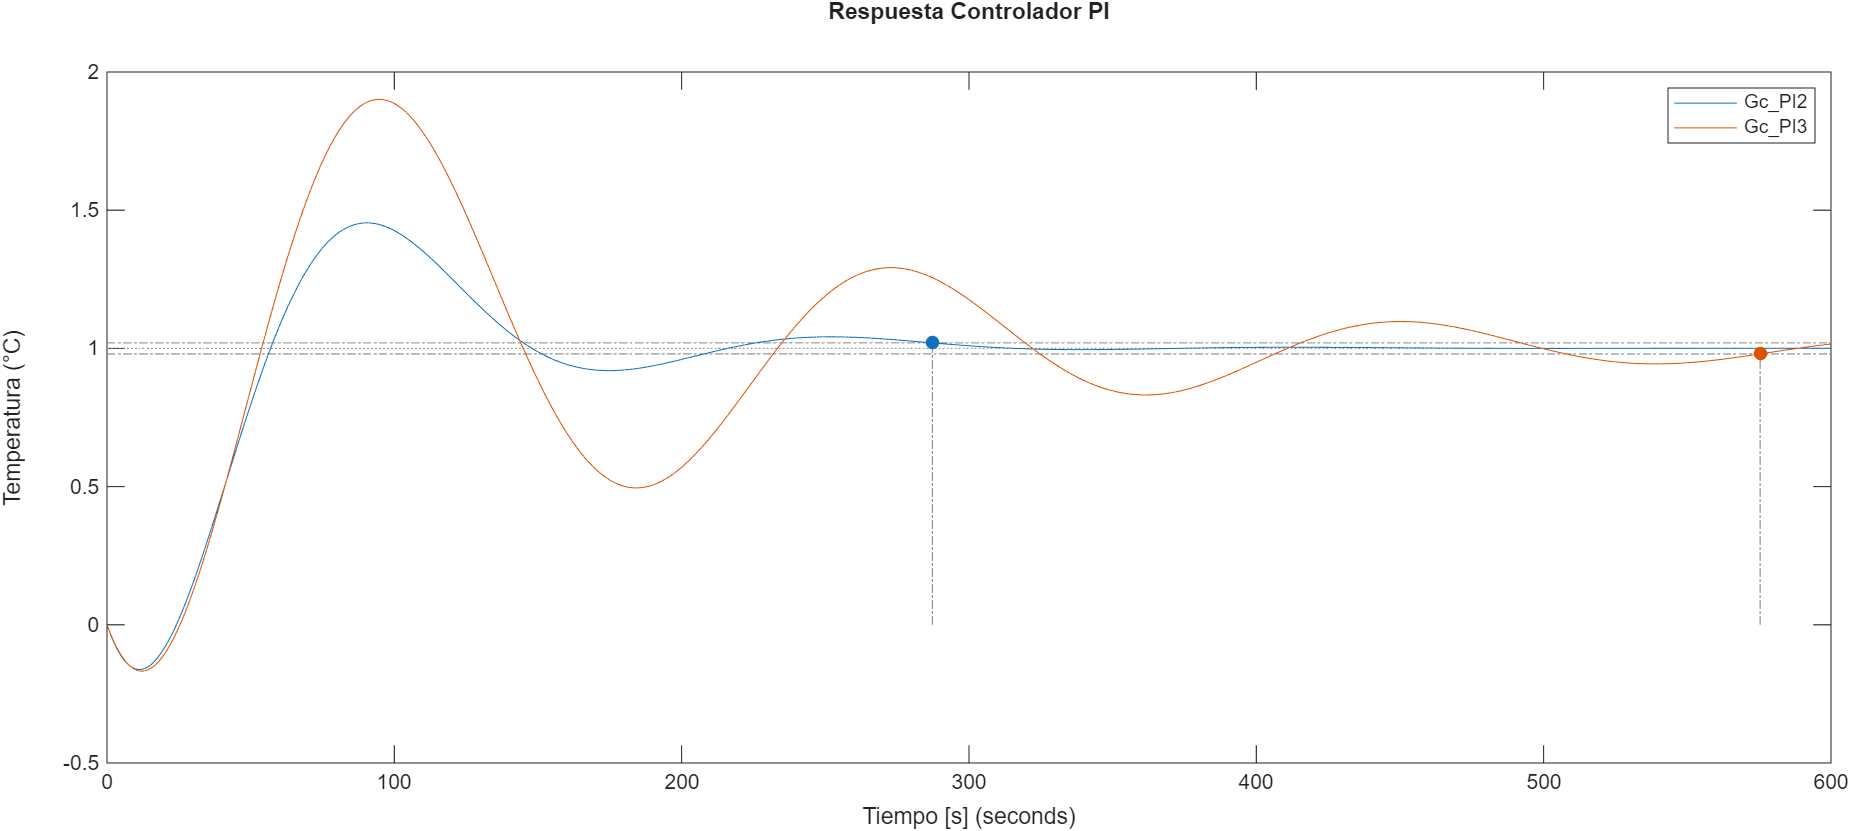 Respuesta Controlador PI
2
1.5
1
0.5
0
-0.5
0
100
200
300
400
500
600
Temperatura (°C)
Tiempo [s] (seconds)
Gc_PI2
Gc_PI3